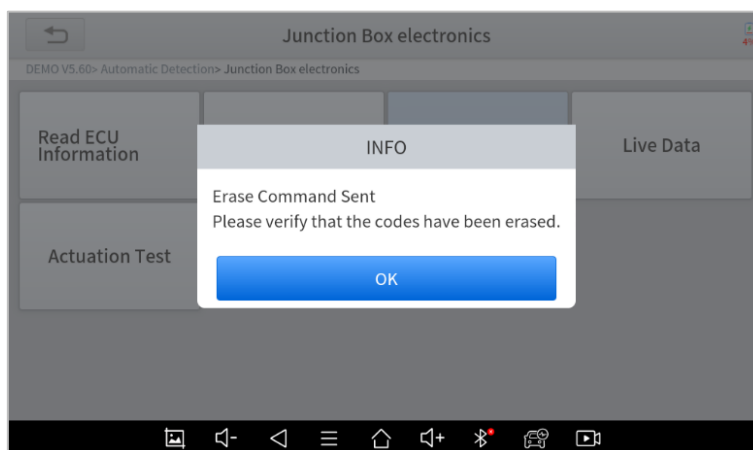 Junction Box electronics
DEMO V5.60> Automatic Detection> Junction Box electronics
Read ECU
Information
Live Data
INFO
Erase Command Sent
Please verify that the codes have been erased.
OK
Actuation Test